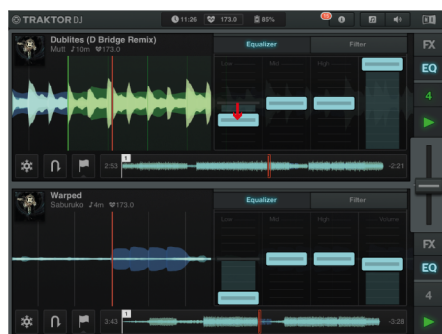 TRAKTOR DJ 11:26 173.0 85%
Dublites (D Bridge Remix)
Mutt ♪10m ♥173.0
Equalizer Filter
FX
Low Mid High
EQ
4
1
2:53 -2:21
Warped
Saburuko ♪4m ♥173.0
Equalizer Filter
FX
Low Mid High Volume
EQ
4
1
3:43 -3:28